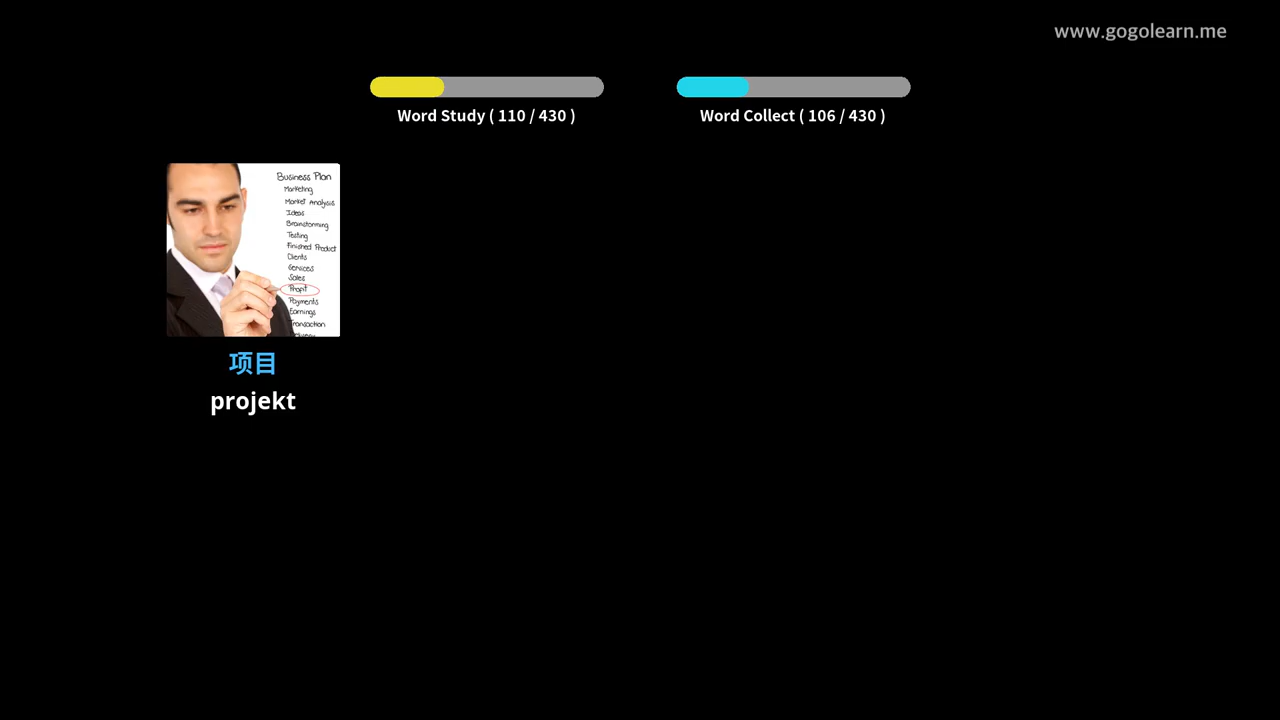 www.gogolearn.me
Word Study ( 110 / 430 )
Word Collect ( 106 / 430 )
Business Plan
Marketing
Market Analysis
Ideas
Brainstorming
Testing
Finished Product
Clients
Services
Sales
Profit
Payments
Earnings
Transaction
项目
projekt